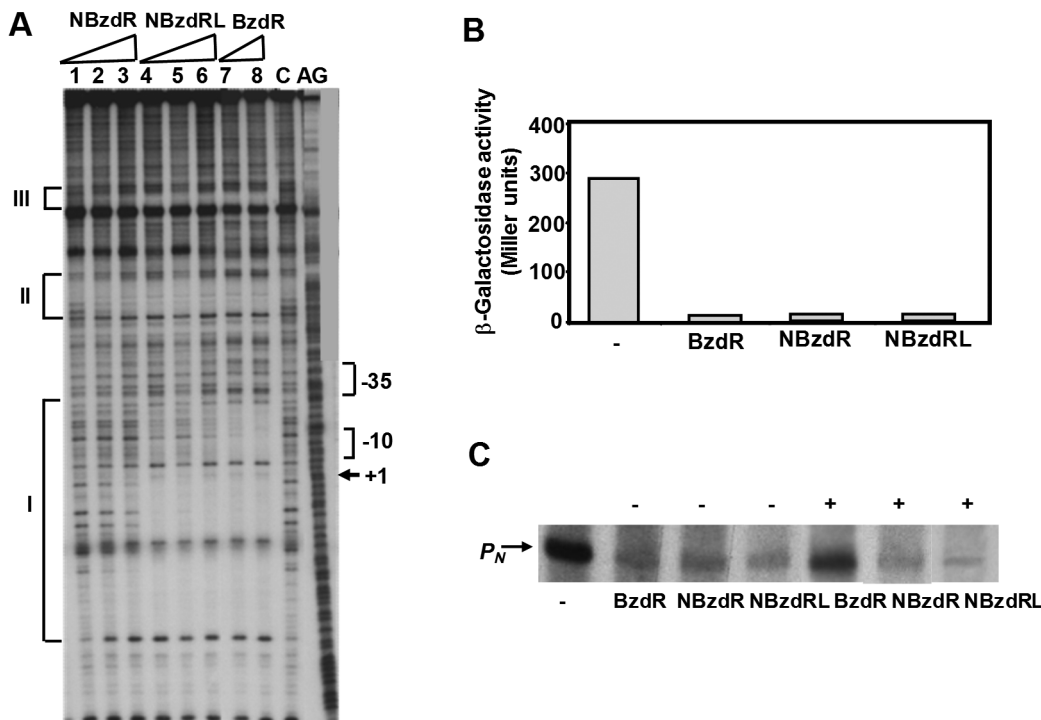 A
NBzdR NBzdRL BzdR
1 2 3 4 5 6 7 8 C AG
III
II
I
-35
-10
+1
B
β-Galactosidase activity
(Miller units)
400
300
200
100
0
- BzdR NBzdR NBzdRL
C
- - - + + +
PN
- BzdR NBzdR NBzdRL BzdR NBzdR NBzdRL